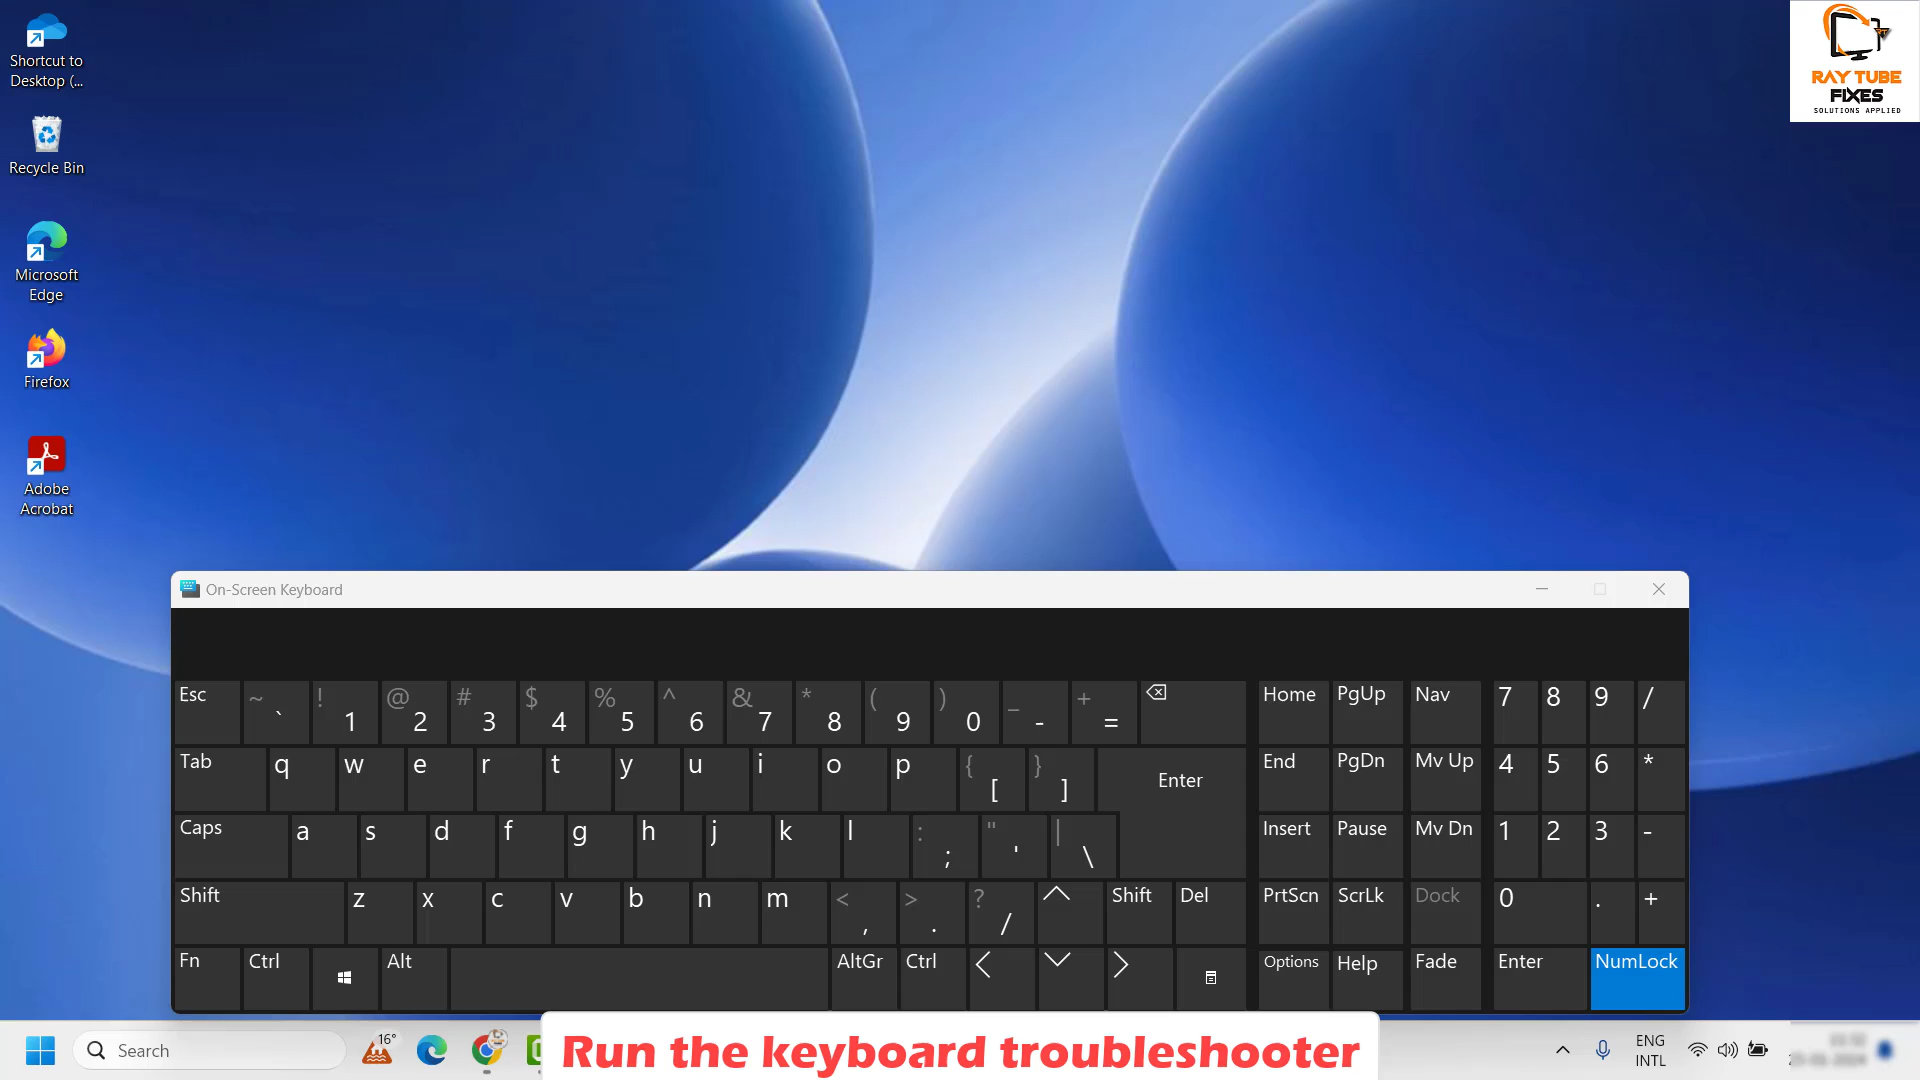 Shortcut to
Desktop (...
Recycle Bin
Microsoft
Edge
Firefox
Adobe
Acrobat
RAY TUBE
FIXES
SOLUTIONS APPLIED
On-Screen Keyboard
Esc ~ ` ! 1 @ 2 # 3 $ 4 % 5 ^ 6 & 7 * 8 ( 9 ) 0 _ - + = Home PgUp Nav 7 8 9 /
Tab q w e r t y u i o p { [ } ] Enter End PgDn Mv Up 4 5 6 *
Caps a s d f g h j k l : ; " ' | \ Insert Pause Mv Dn 1 2 3 -
Shift z x c v b n m < , > . ? / Shift Del PrtScn ScrLk Dock 0 . +
Fn Ctrl Alt AltGr Ctrl Options Help Fade Enter NumLock
Search
16°
Run the keyboard troubleshooter
ENG
INTL